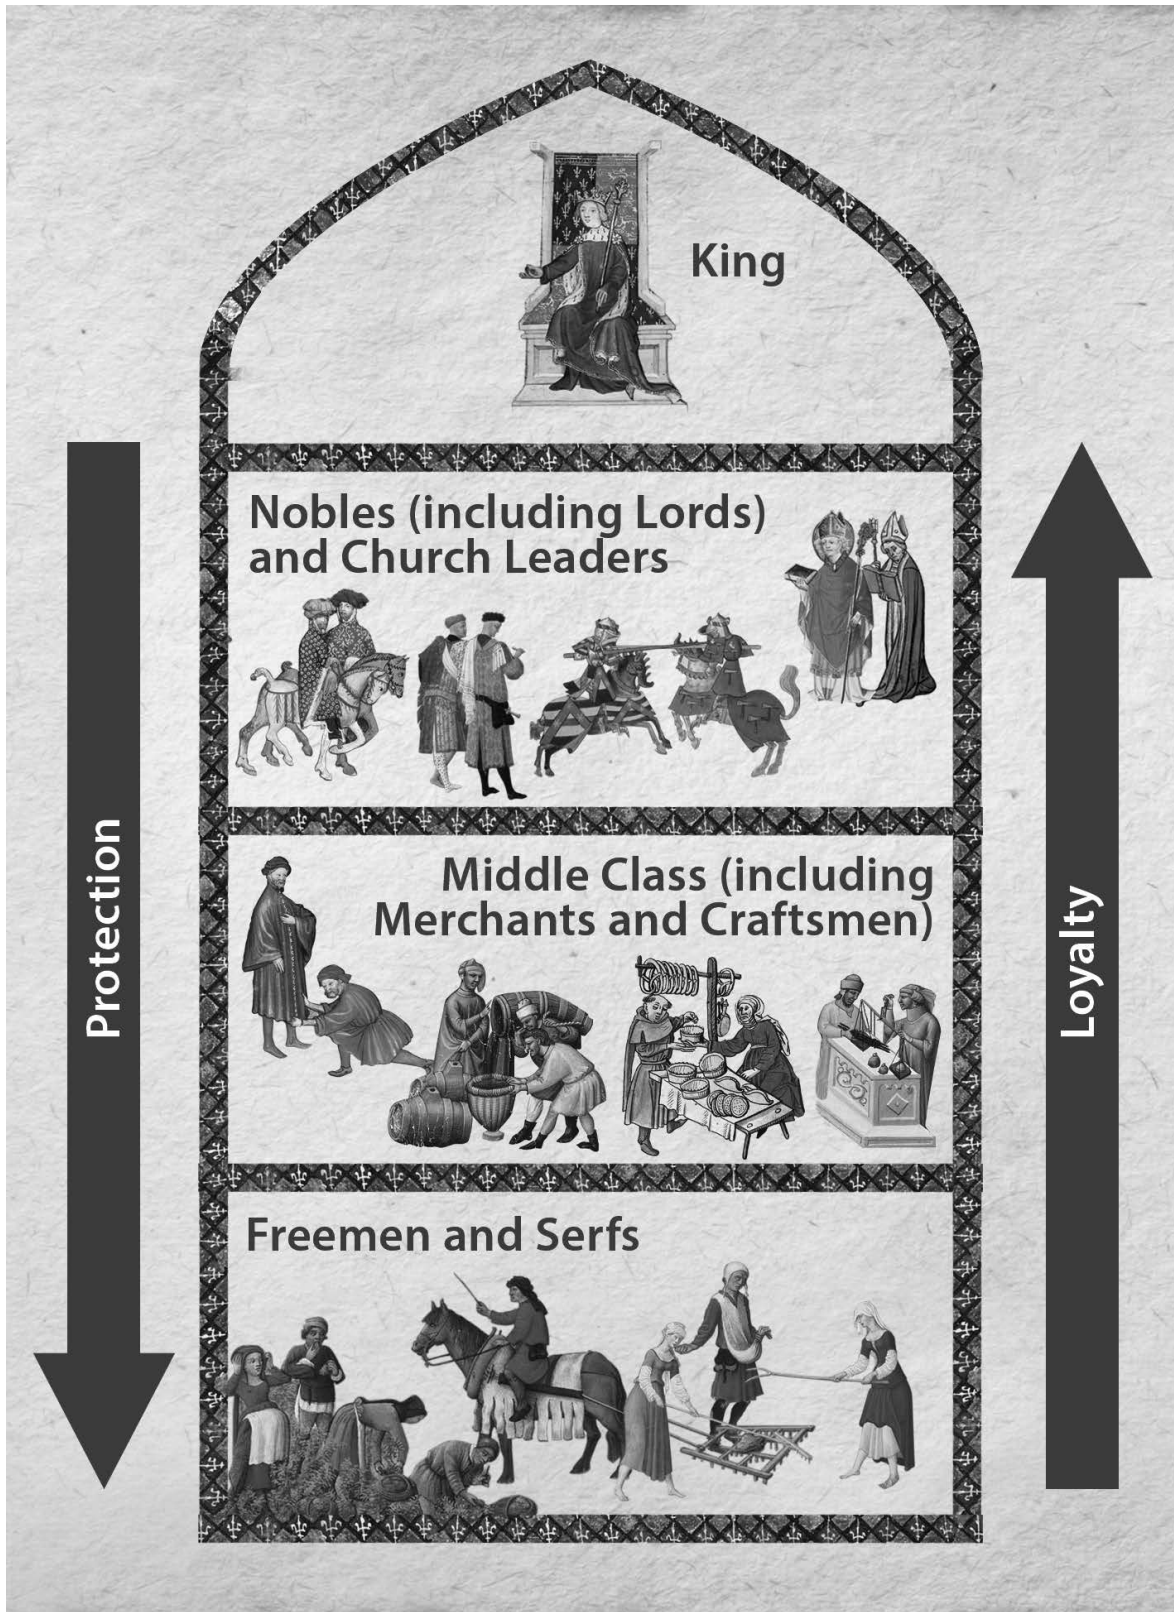 King
Nobles (including Lords)
and Church Leaders
Middle Class (including
Merchants and Craftsmen)
Freemen and Serfs
Protection
Loyalty